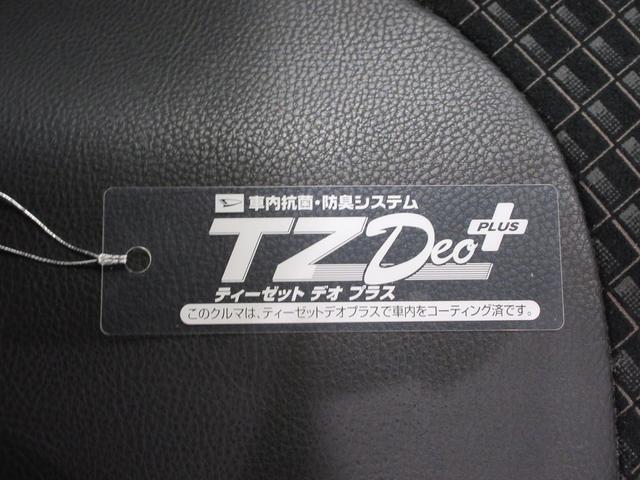 車内抗菌・防臭システム
TZ Deo PLUS
ティーゼット デオ プラス
このクルマは、ティーゼットデオプラスで車内をコーティング済です。